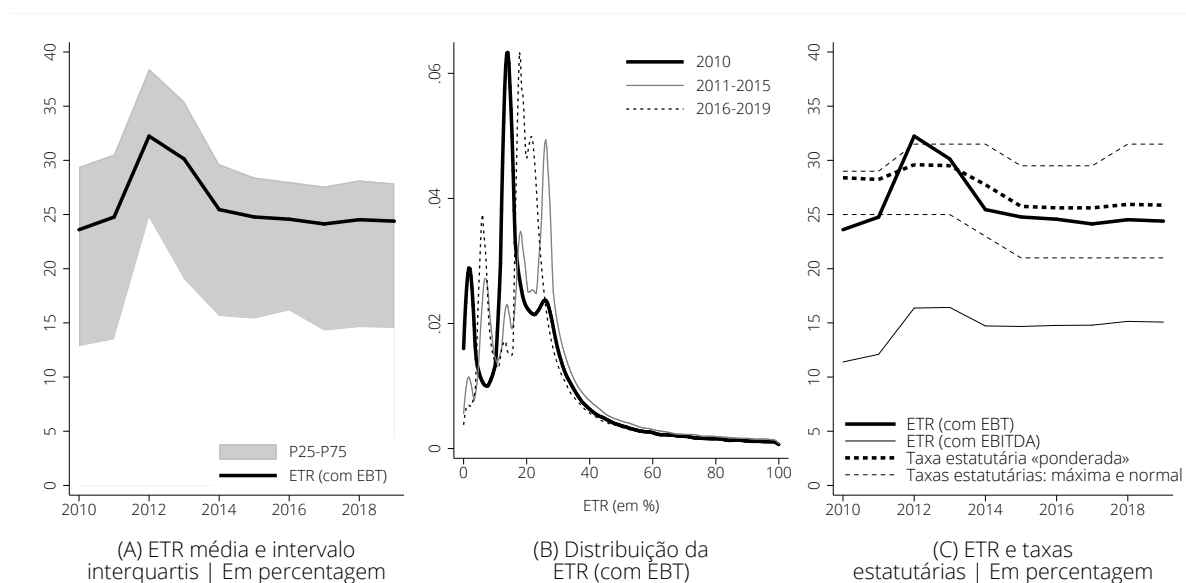 40
35
30
25
20
15
10
5
0
P25-P75
ETR (com EBT)
2010 2012 2014 2016 2018
(A) ETR média e intervalo
interquartis | Em percentagem
.06
.04
.02
0
2010
2011-2015
2016-2019
0 20 40 60 80 100
ETR (em %)
(B) Distribuição da
ETR (com EBT)
40
35
30
25
20
15
10
5
0
ETR (com EBT)
ETR (com EBITDA)
Taxa estatutária «ponderada»
Taxas estatutárias: máxima e normal
2010 2012 2014 2016 2018
(C) ETR e taxas
estatutárias | Em percentagem